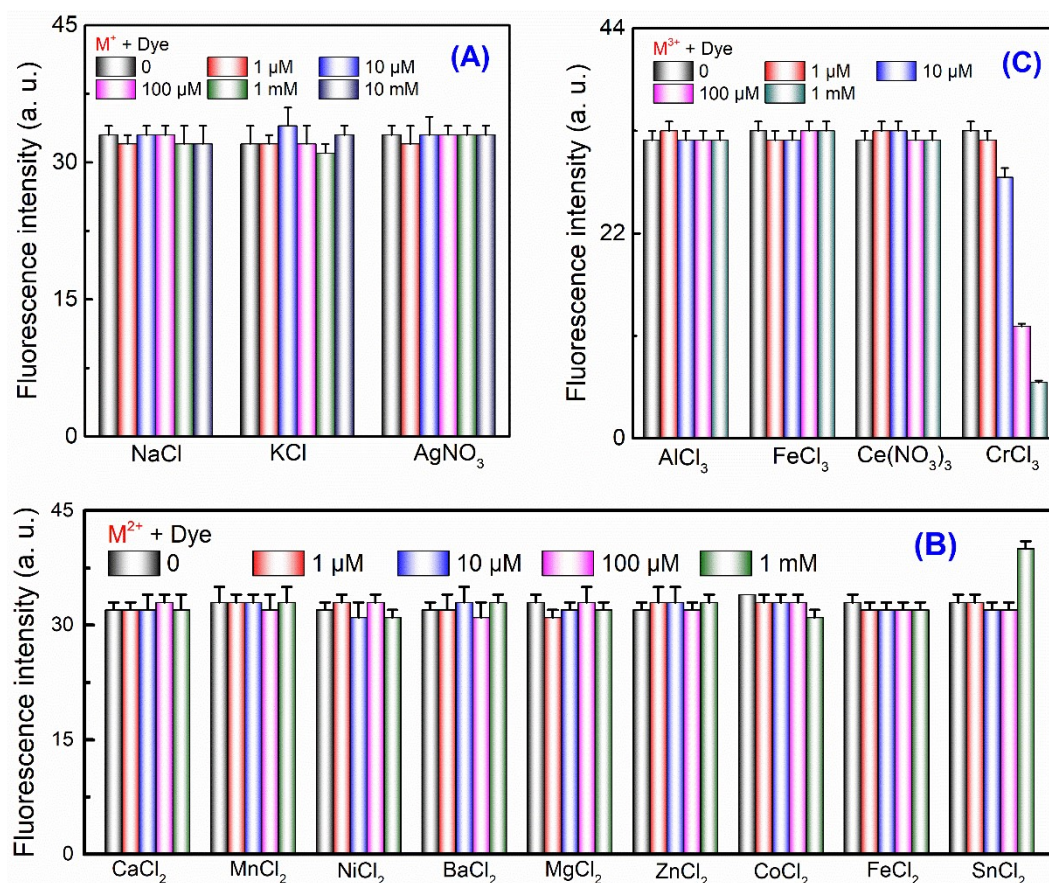 M⁺ + Dye
0 1 µM 10 µM
100 µM 1 mM 10 mM
(A)
45
30
15
0
Fluorescence intensity (a. u.)
NaCl KCl AgNO₃
M³⁺ + Dye
0 1 µM 10 µM
100 µM 1 mM
(C)
44
22
0
Fluorescence intensity (a. u.)
AlCl₃ FeCl₃ Ce(NO₃)₃ CrCl₃
M²⁺ + Dye
0 1 µM 10 µM 100 µM 1 mM
(B)
45
30
15
0
Fluorescence intensity (a. u.)
CaCl₂ MnCl₂ NiCl₂ BaCl₂ MgCl₂ ZnCl₂ CoCl₂ FeCl₂ SnCl₂